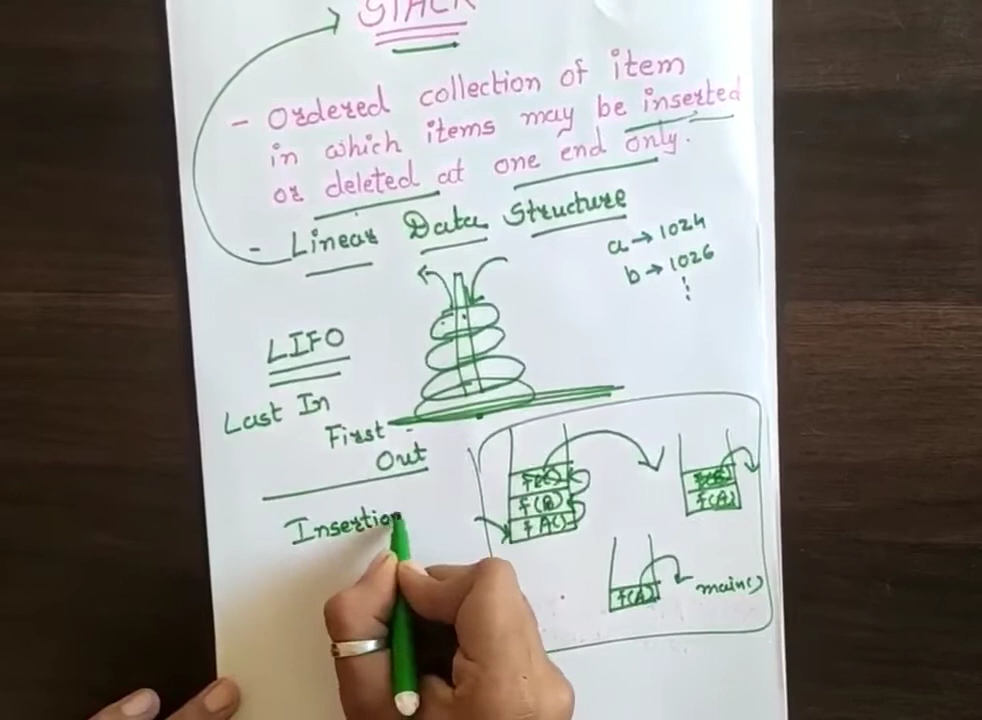 STACK
- Ordered collection of item
in which items may be inserted
or deleted at one end only.
- Linear Data Structure
a → 1024
b → 1026
LIFO
Last In
First
Out
f(B)
f A()
f(A)
f(A)
main()
Insertion